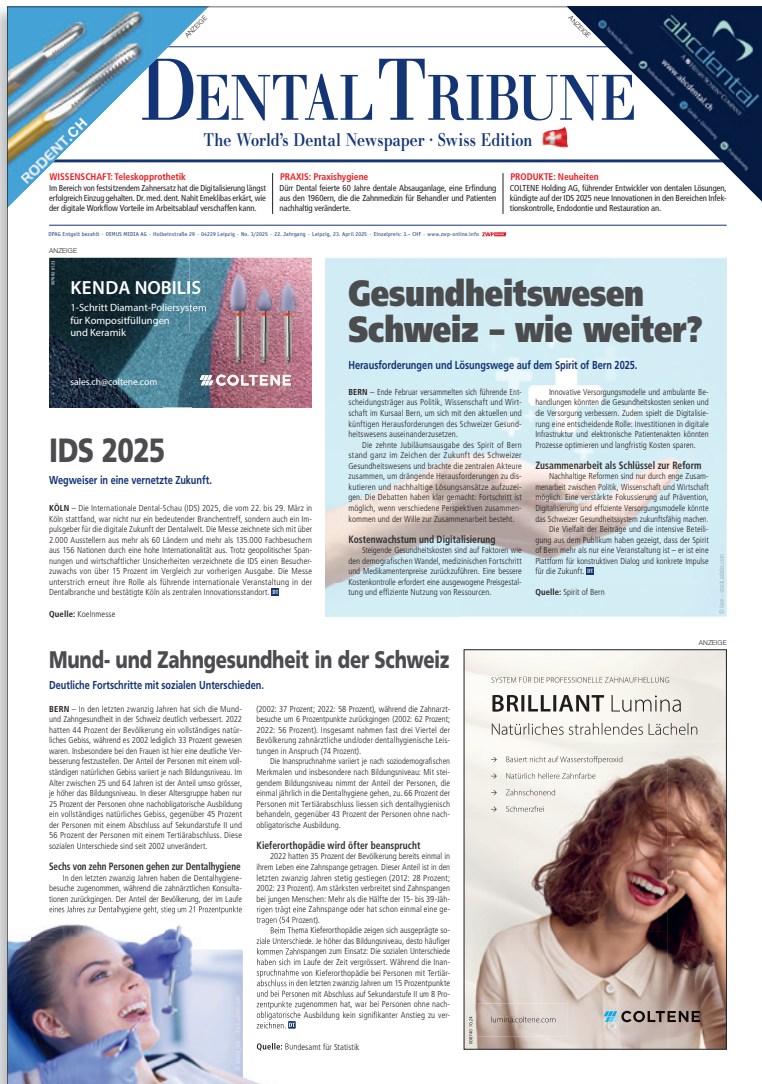 ANZEIGE
ANZEIGE
RODENT.CH
abcdental
www.abcdental.ch
DENTAL TRIBUNE
The World's Dental Newspaper · Swiss Edition
WISSENSCHAFT: Teleskopprothetik
Im Bereich von festsitzendem Zahnersatz hat die Digitalisierung längst
erfolgreich Einzug gehalten. Dr. med. dent. Nahit Emeklibas erklärt, wie
der digitale Workflow Vorteile im Arbeitsablauf verschaffen kann.
PRAXIS: Praxishygiene
Dürr Dental feierte 60 Jahre dentale Absauganlage, eine Erfindung
aus den 1960ern, die die Zahnmedizin für Behandler und Patienten
nachhaltig veränderte.
PRODUKTE: Neuheiten
COLTENE Holding AG, führender Entwickler von dentalen Lösungen,
kündigte auf der IDS 2025 neue Innovationen in den Bereichen Infek-
tionskontrolle, Endodontie und Restauration an.
DPAG Entgelt bezahlt · OEMUS MEDIA AG · Holbeinstraße 29 · 04229 Leipzig · No. 3/2025 · 22. Jahrgang · Leipzig, 23. April 2025 · Einzelpreis: 3.– CHF · www.zwp-online.info
ANZEIGE
KENDA NOBILIS
1-Schritt Diamant-Poliersystem
für Kompositfüllungen
und Keramik
sales.ch@coltene.com
COLTENE
IDS 2025
Wegweiser in eine vernetzte Zukunft.
KÖLN – Die Internationale Dental-Schau (IDS) 2025, die vom 22. bis 29. März in
Köln stattfand, war nicht nur ein bedeutender Branchentreff, sondern auch ein Im-
pulsgeber für die digitale Zukunft der Dentalwelt. Die Messe zeichnete sich mit über
2.000 Ausstellern aus mehr als 60 Ländern und mehr als 135.000 Fachbesuchern
aus 156 Nationen durch eine hohe Internationalität aus. Trotz geopolitischer Span-
nungen und wirtschaftlicher Unsicherheiten verzeichnete die IDS einen Besucher-
zuwachs von über 15 Prozent im Vergleich zur vorherigen Ausgabe. Die Messe
unterstrich erneut ihre Rolle als führende internationale Veranstaltung in der
Dentalbranche und bestätigte Köln als zentralen Innovationsstandort. DT
Quelle: Koelnmesse
Gesundheitswesen
Schweiz – wie weiter?
Herausforderungen und Lösungswege auf dem Spirit of Bern 2025.
BERN – Ende Februar versammelten sich führende Ent-
scheidungsträger aus Politik, Wissenschaft und Wirt-
schaft im Kursaal Bern, um sich mit den aktuellen und
künftigen Herausforderungen des Schweizer Gesund-
heitswesens auseinanderzusetzen.
Die zehnte Jubiläumsausgabe des Spirit of Bern
stand ganz im Zeichen der Zukunft des Schweizer
Gesundheitswesens und brachte die zentralen Akteure
zusammen, um drängende Herausforderungen zu dis-
kutieren und nachhaltige Lösungsansätze aufzuzei-
gen. Die Debatten haben klar gemacht: Fortschritt ist
möglich, wenn verschiedene Perspektiven zusammen-
kommen und der Wille zur Zusammenarbeit besteht.
Kostenwachstum und Digitalisierung
Steigende Gesundheitskosten sind auf Faktoren wie
den demografischen Wandel, medizinischen Fortschritt
und Medikamentenpreise zurückzuführen. Eine bessere
Kostenkontrolle erfordert eine ausgewogene Preisgestal-
tung und effiziente Nutzung von Ressourcen.
Innovative Versorgungsmodelle und ambulante Be-
handlungen könnten die Gesundheitskosten senken und
die Versorgung verbessern. Zudem spielt die Digitalisie-
rung eine entscheidende Rolle: Investitionen in digitale
Infrastruktur und elektronische Patientenakten könnten
Prozesse optimieren und langfristig Kosten sparen.
Zusammenarbeit als Schlüssel zur Reform
Nachhaltige Reformen sind nur durch enge Zusam-
menarbeit zwischen Politik, Wissenschaft und Wirtschaft
möglich. Eine verstärkte Fokussierung auf Prävention,
Digitalisierung und effiziente Versorgungsmodelle könnte
das Schweizer Gesundheitssystem zukunftsfähig machen.
Die Vielfalt der Beiträge und die intensive Beteili-
gung aus dem Publikum haben gezeigt, dass der Spirit
of Bern mehr als nur eine Veranstaltung ist – er ist eine
Plattform für konstruktiven Dialog und konkrete Impulse
für die Zukunft. DT
Quelle: Spirit of Bern
Mund- und Zahngesundheit in der Schweiz
Deutliche Fortschritte mit sozialen Unterschieden.
BERN – In den letzten zwanzig Jahren hat sich die Mund-
und Zahngesundheit in der Schweiz deutlich verbessert. 2022
hatten 44 Prozent der Bevölkerung ein vollständiges natür-
liches Gebiss, während es 2002 lediglich 33 Prozent gewesen
waren. Insbesondere bei den Frauen ist hier eine deutliche Ver-
besserung festzustellen. Der Anteil der Personen mit einem voll-
ständigen natürlichen Gebiss variiert je nach Bildungsniveau. Im
Alter zwischen 25 und 64 Jahren ist der Anteil umso grösser,
je höher das Bildungsniveau. In dieser Altersgruppe haben nur
25 Prozent der Personen ohne nachobligatorische Ausbildung
ein vollständiges natürliches Gebiss, gegenüber 45 Prozent
der Personen mit einem Abschluss auf Sekundarstufe II und
56 Prozent der Personen mit einem Tertiärabschluss. Diese
sozialen Unterschiede sind seit 2002 unverändert.
Sechs von zehn Personen gehen zur Dentalhygiene
In den letzten zwanzig Jahren haben die Dentalhygiene-
besuche zugenommen, während die zahnärztlichen Konsulta-
tionen zurückgingen. Der Anteil der Bevölkerung, der im Laufe
eines Jahres zur Dentalhygiene geht, stieg um 21 Prozentpunkte
(2002: 37 Prozent; 2022: 58 Prozent), während die Zahnarzt-
besuche um 6 Prozentpunkte zurückgingen (2002: 62 Prozent;
2022: 56 Prozent). Insgesamt nahmen fast drei Viertel der
Bevölkerung zahnärztliche und/oder dentalhygienische Leis-
tungen in Anspruch (74 Prozent).
Die Inanspruchnahme variiert je nach soziodemografischen
Merkmalen und insbesondere nach Bildungsniveau: Mit stei-
gendem Bildungsniveau nimmt der Anteil der Personen, die
einmal jährlich in die Dentalhygiene gehen, zu. 66 Prozent der
Personen mit Tertiärabschluss liessen sich dentalhygienisch
behandeln, gegenüber 43 Prozent der Personen ohne nach-
obligatorische Ausbildung.
Kieferorthopädie wird öfter beansprucht
2022 hatten 35 Prozent der Bevölkerung bereits einmal in
ihrem Leben eine Zahnspange getragen. Dieser Anteil ist in den
letzten zwanzig Jahren stetig gestiegen (2012: 28 Prozent;
2002: 23 Prozent). Am stärksten verbreitet sind Zahnspangen
bei jungen Menschen: Mehr als die Hälfte der 15- bis 39-Jäh-
rigen trägt eine Zahnspange oder hat schon einmal eine ge-
tragen (54 Prozent).
Beim Thema Kieferorthopädie zeigen sich ausgeprägte so-
ziale Unterschiede. Je höher das Bildungsniveau, desto häufiger
kommen Zahnspangen zum Einsatz: Die sozialen Unterschiede
haben sich im Laufe der Zeit vergrössert. Während die Inan-
spruchnahme von Kieferorthopädie bei Personen mit Tertiär-
abschluss in den letzten zwanzig Jahren um 15 Prozentpunkte
und bei Personen mit Abschluss auf Sekundarstufe II um 8 Pro-
zentpunkte zugenommen hat, war bei Personen ohne nach-
obligatorische Ausbildung kein signifikanter Anstieg zu ver-
zeichnen. DT
Quelle: Bundesamt für Statistik
ANZEIGE
SYSTEM FÜR DIE PROFESSIONELLE ZAHNAUFHELLUNG
BRILLIANT Lumina
Natürliches strahlendes Lächeln
→ Basiert nicht auf Wasserstoffperoxid
→ Natürlich hellere Zahnfarbe
→ Zahnschonend
→ Schmerzfrei
lumina.coltene.com
COLTENE